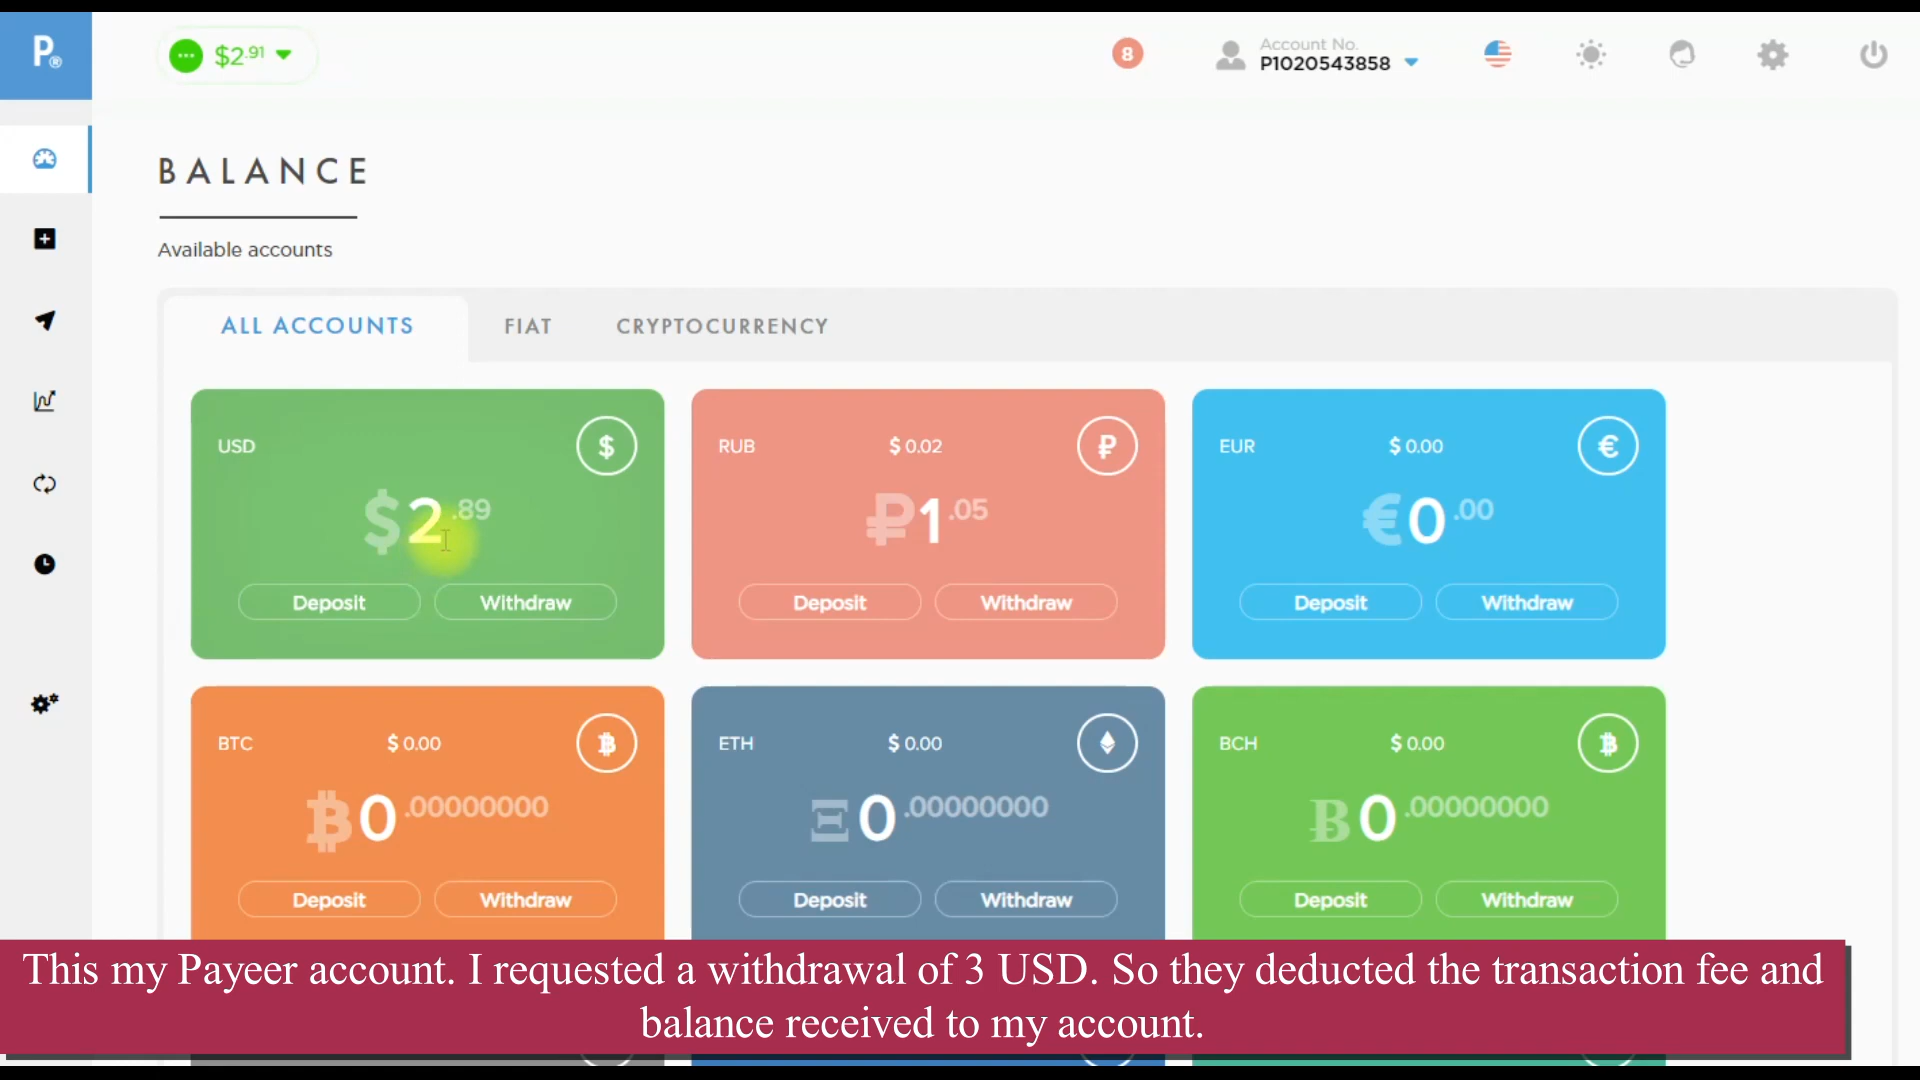 P®
$2.91
8
Account No.
P1020543858
BALANCE
Available accounts
ALL ACCOUNTS FIAT CRYPTOCURRENCY
USD $
$2.89
Deposit Withdraw
RUB $ 0.02 ₽
₽1.05
Deposit Withdraw
EUR $ 0.00 €
€0.00
Deposit Withdraw
BTC $ 0.00
0.00000000
Deposit Withdraw
ETH $ 0.00
Ξ0.00000000
Deposit Withdraw
BCH $ 0.00
0.00000000
Deposit Withdraw
This my Payeer account. I requested a withdrawal of 3 USD. So they deducted the transaction fee and
balance received to my account.